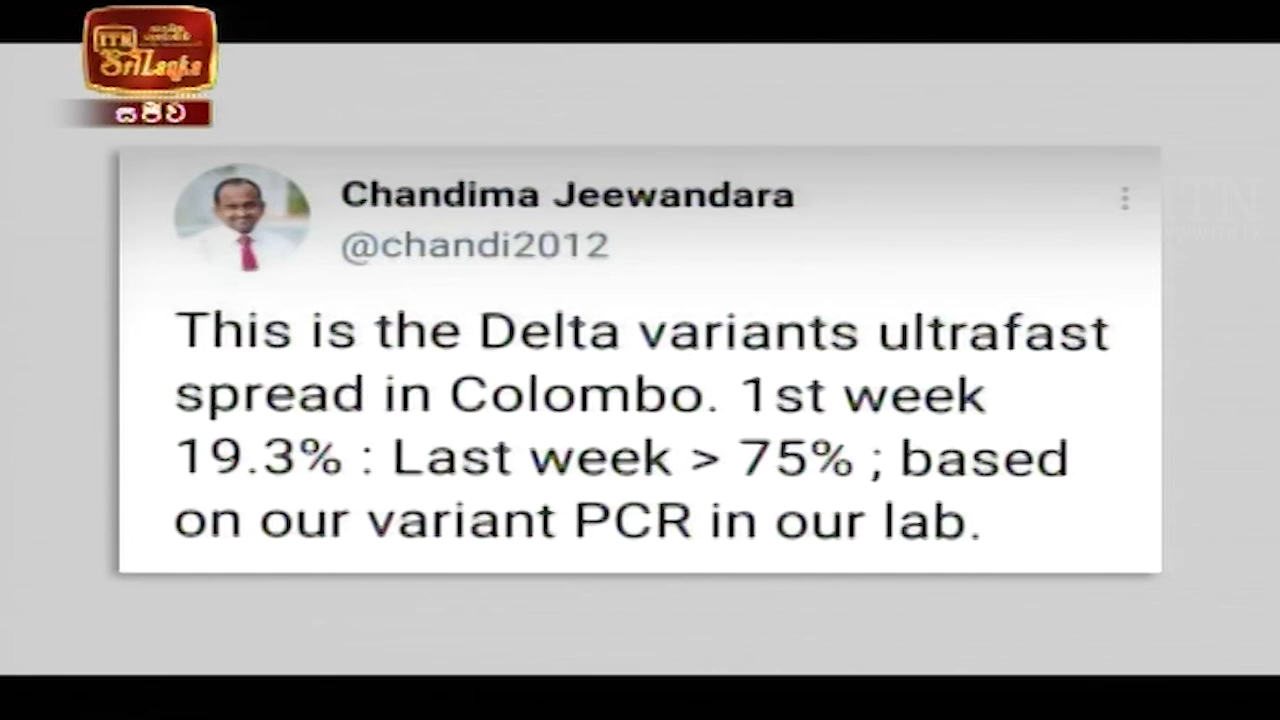 ITN
Sri Lanka
සජීව
Chandima Jeewandara
@chandi2012
ITN
This is the Delta variants ultrafast
spread in Colombo. 1st week
19.3% : Last week > 75% ; based
on our variant PCR in our lab.